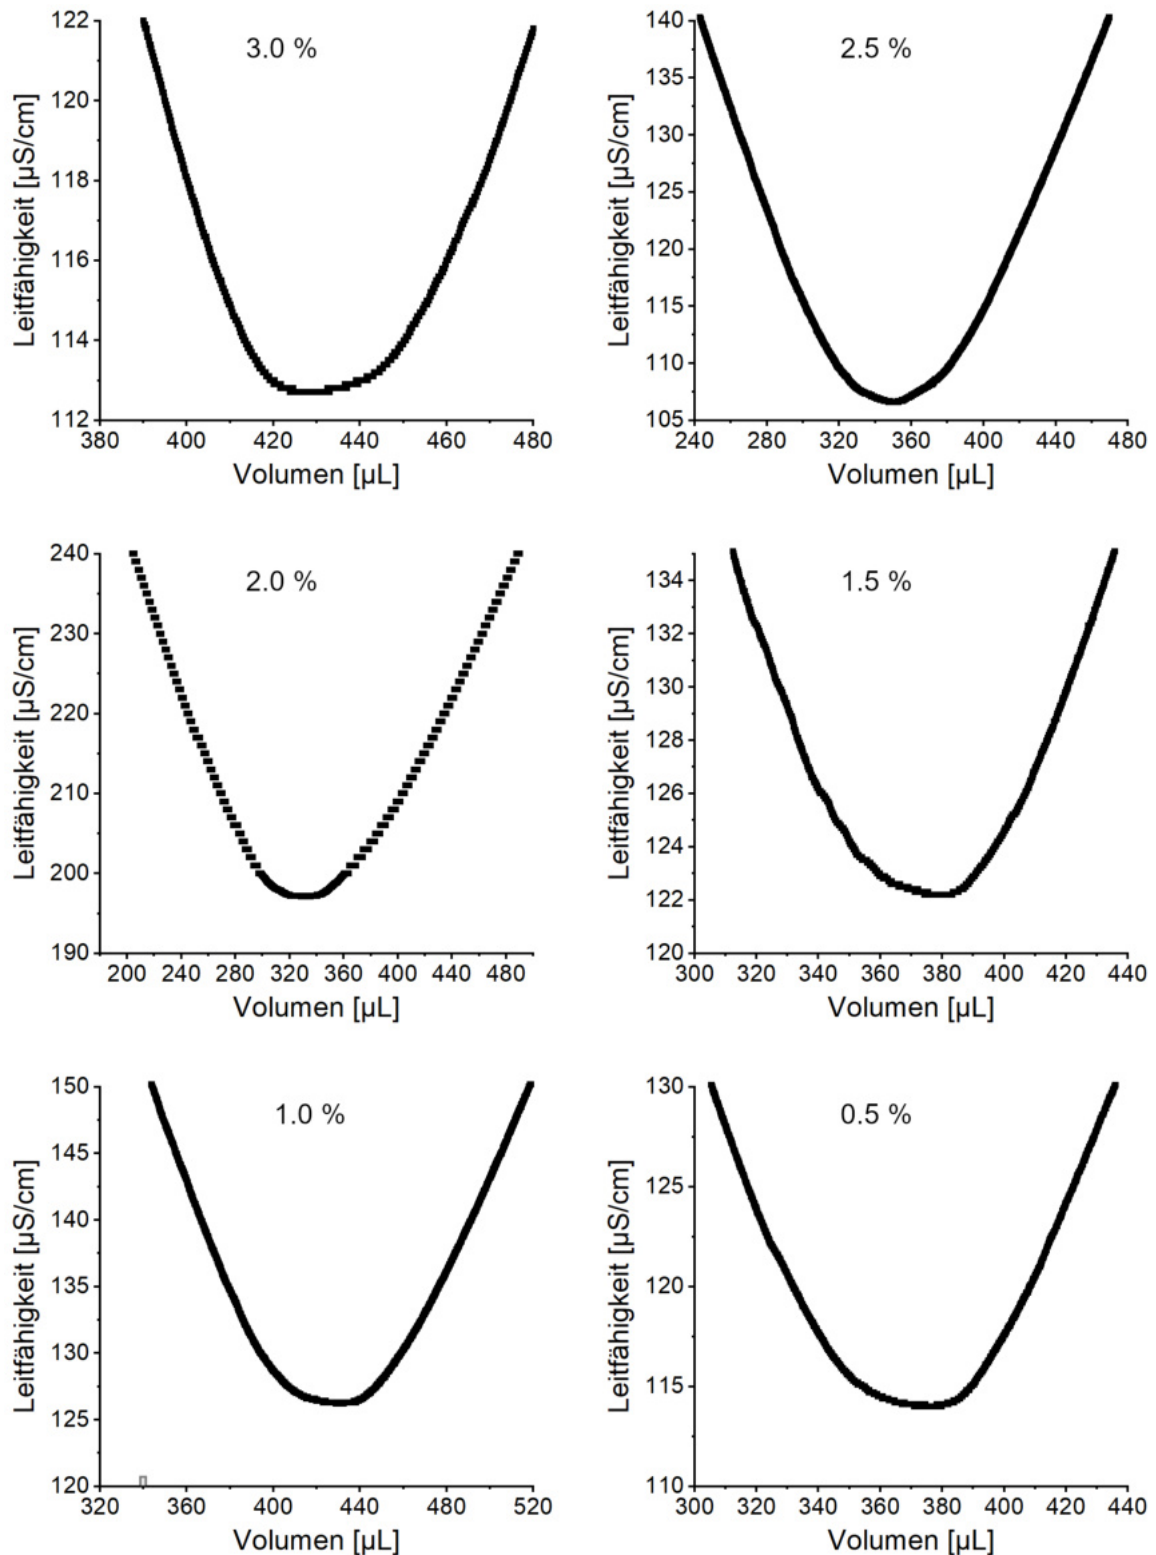 3.0 %
Leitfähigkeit [µS/cm]
122
120
118
116
114
112
380 400 420 440 460 480
Volumen [µL]
2.5 %
Leitfähigkeit [µS/cm]
140
135
130
125
120
115
110
105
240 280 320 360 400 440 480
Volumen [µL]
2.0 %
Leitfähigkeit [µS/cm]
240
230
220
210
200
190
200 240 280 320 360 400 440 480
Volumen [µL]
1.5 %
Leitfähigkeit [µS/cm]
134
132
130
128
126
124
122
120
300 320 340 360 380 400 420 440
Volumen [µL]
1.0 %
Leitfähigkeit [µS/cm]
150
145
140
135
130
125
120
320 360 400 440 480 520
Volumen [µL]
0.5 %
Leitfähigkeit [µS/cm]
130
125
120
115
110
300 320 340 360 380 400 420 440
Volumen [µL]